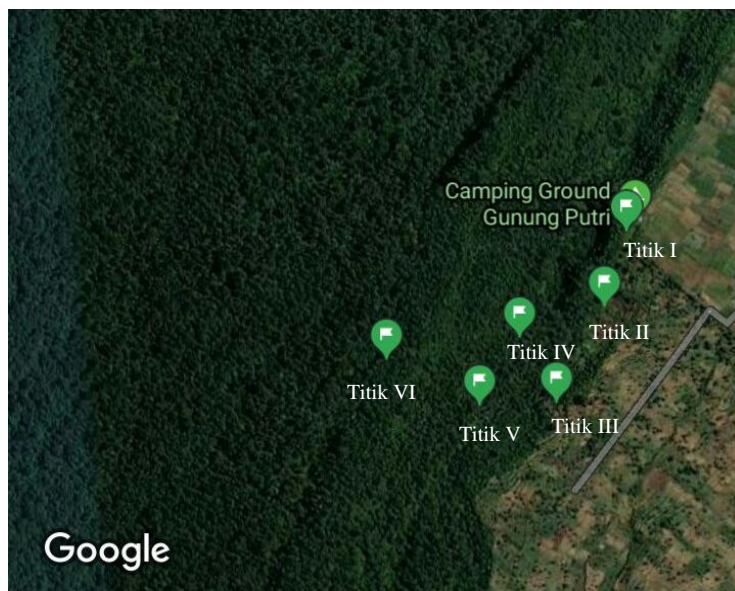 Camping Ground
Gunung Putri
Titik I
Titik II
Titik IV
Titik VI
Titik III
Titik V
Google